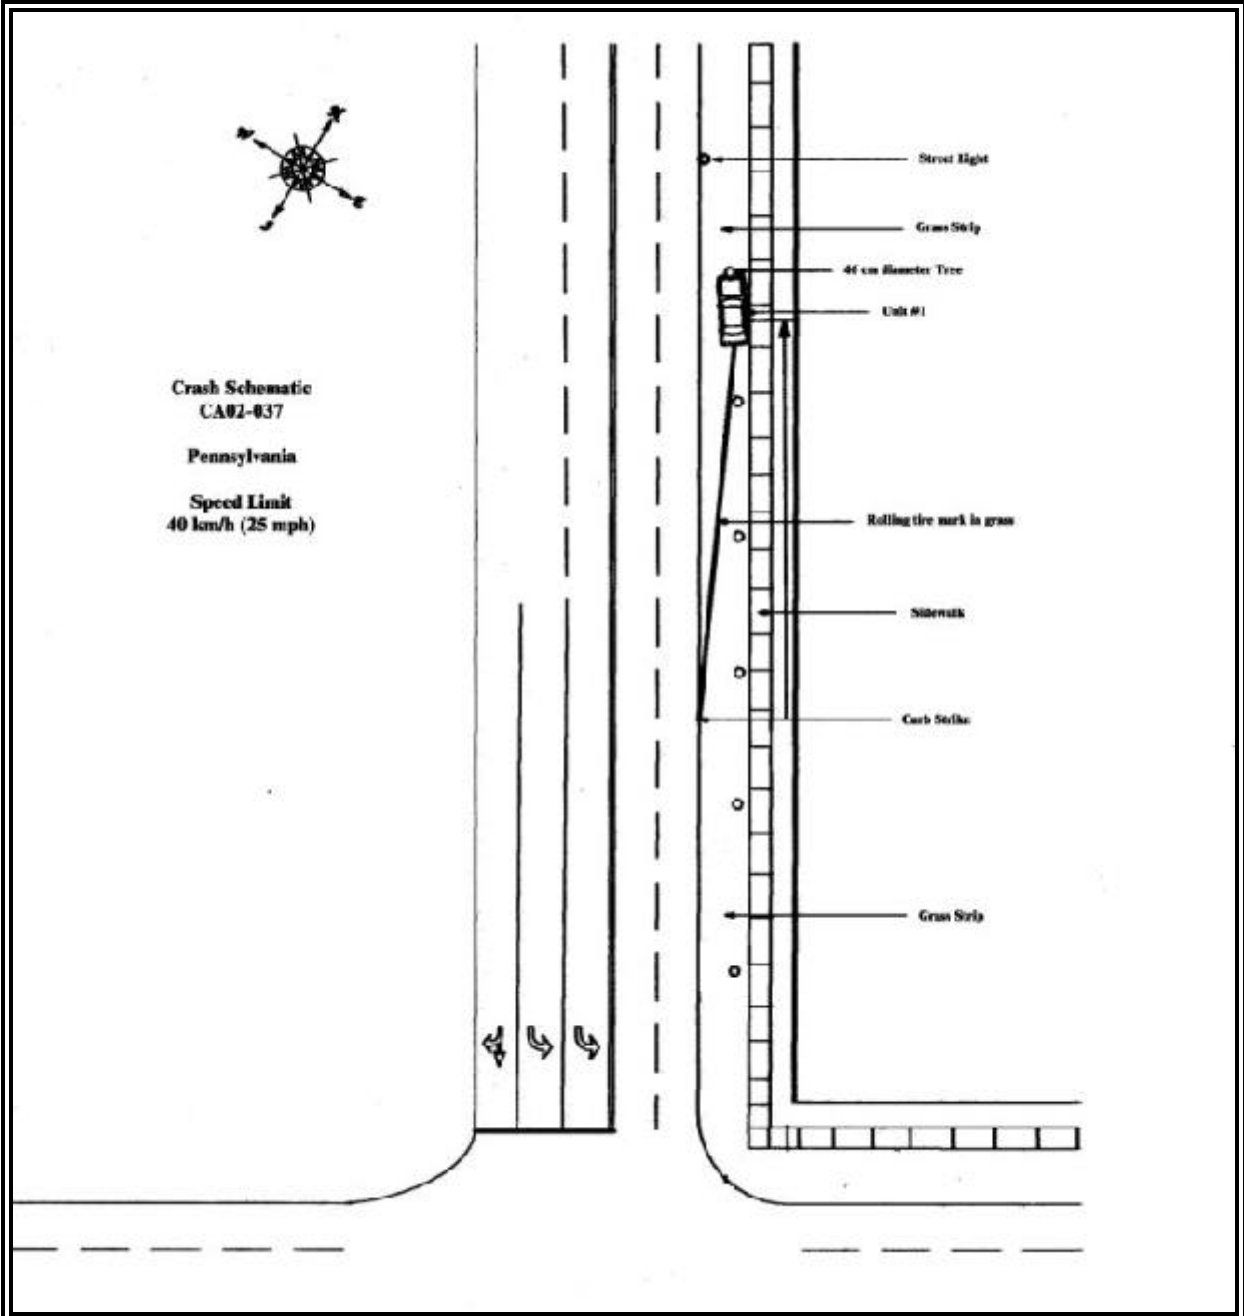 Street Light
Grass Strip
46 cm diameter Tree
Unit #1
Crash Schematic
CA02-037
Pennsylvania
Speed Limit
40 km/h (25 mph)
Rolling tire mark in grass
Sidewalk
Curb Strike
Grass Strip